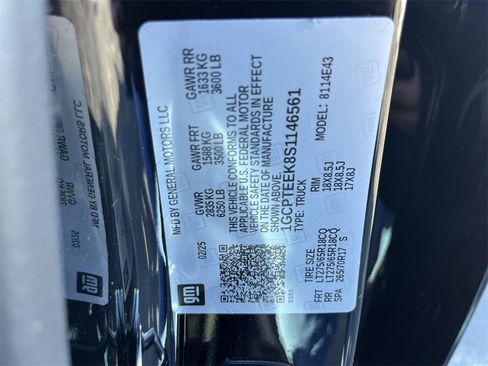 MFD BY GENERAL MOTORS LLC
02/25
GVWR
2835 KG
6250 LB
GAWR FRT
1588 KG
3500 LB
GAWR RR
1633 KG
3600 LB
THIS VEHICLE CONFORMS TO ALL
APPLICABLE U.S. FEDERAL MOTOR
VEHICLE SAFETY STANDARDS IN EFFECT
ON THE DATE OF MANUFACTURE
SHOWN ABOVE.
1GCPTEEK8S1146561
TYPE: TRUCK
MODEL: 8114E43
TIRE SIZE
RIM
FRT LT275/65R18CQ 18X8.5J
RR LT275/65R18CQ 18X8.5J
SPA 265/70R17 S 17X8J
gm